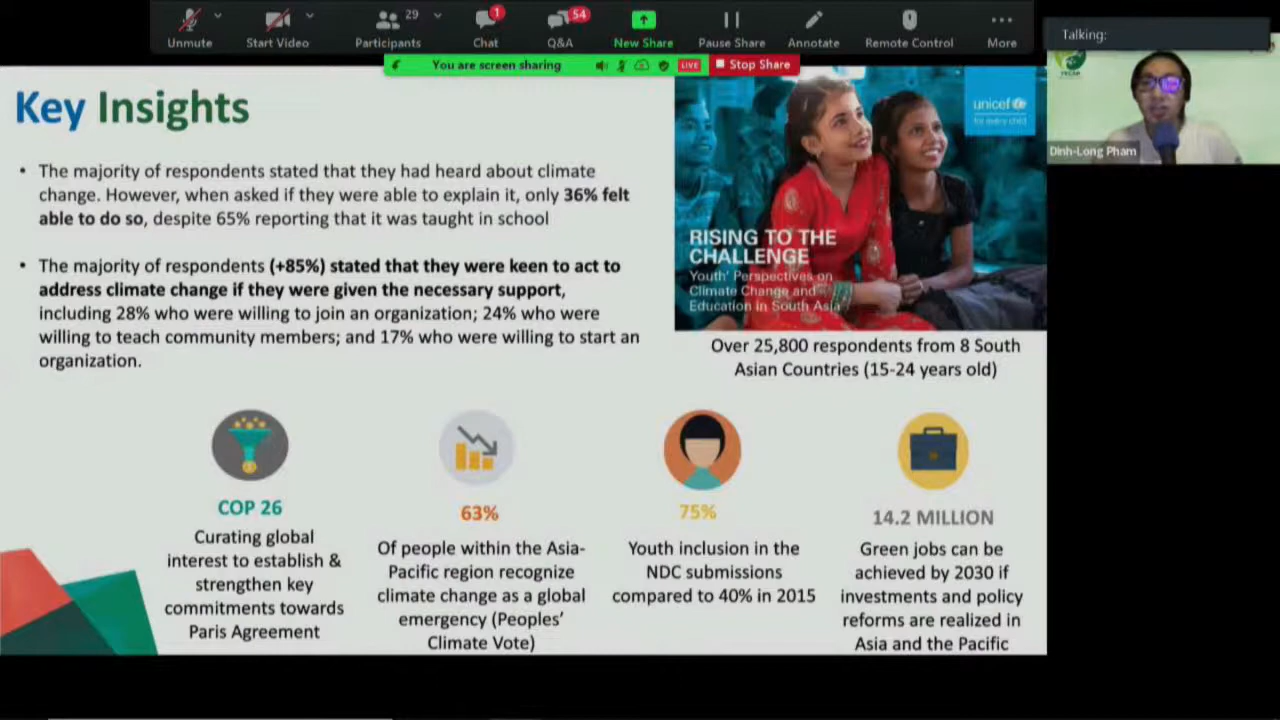 29
1
54
Unmute
Start Video
Participants
Chat
Q&A
New Share
Pause Share
Annotate
Remote Control
More
Talking:
You are screen sharing
LIVE
Stop Share
Key Insights
• The majority of respondents stated that they had heard about climate
change. However, when asked if they were able to explain it, only 36% felt
able to do so, despite 65% reporting that it was taught in school
• The majority of respondents (+85%) stated that they were keen to act to
address climate change if they were given the necessary support,
including 28% who were willing to join an organization; 24% who were
willing to teach community members; and 17% who were willing to start an
organization.
unicef
for every child
RISING TO THE
CHALLENGE
Youth' Perspectives on
Climate Change and
Education in South Asia
Over 25,800 respondents from 8 South
Asian Countries (15-24 years old)
Dinh-Long Pham
COP 26
Curating global
interest to establish &
strengthen key
commitments towards
Paris Agreement
63%
Of people within the Asia-
Pacific region recognize
climate change as a global
emergency (Peoples'
Climate Vote)
75%
Youth inclusion in the
NDC submissions
compared to 40% in 2015
14.2 MILLION
Green jobs can be
achieved by 2030 if
investments and policy
reforms are realized in
Asia and the Pacific